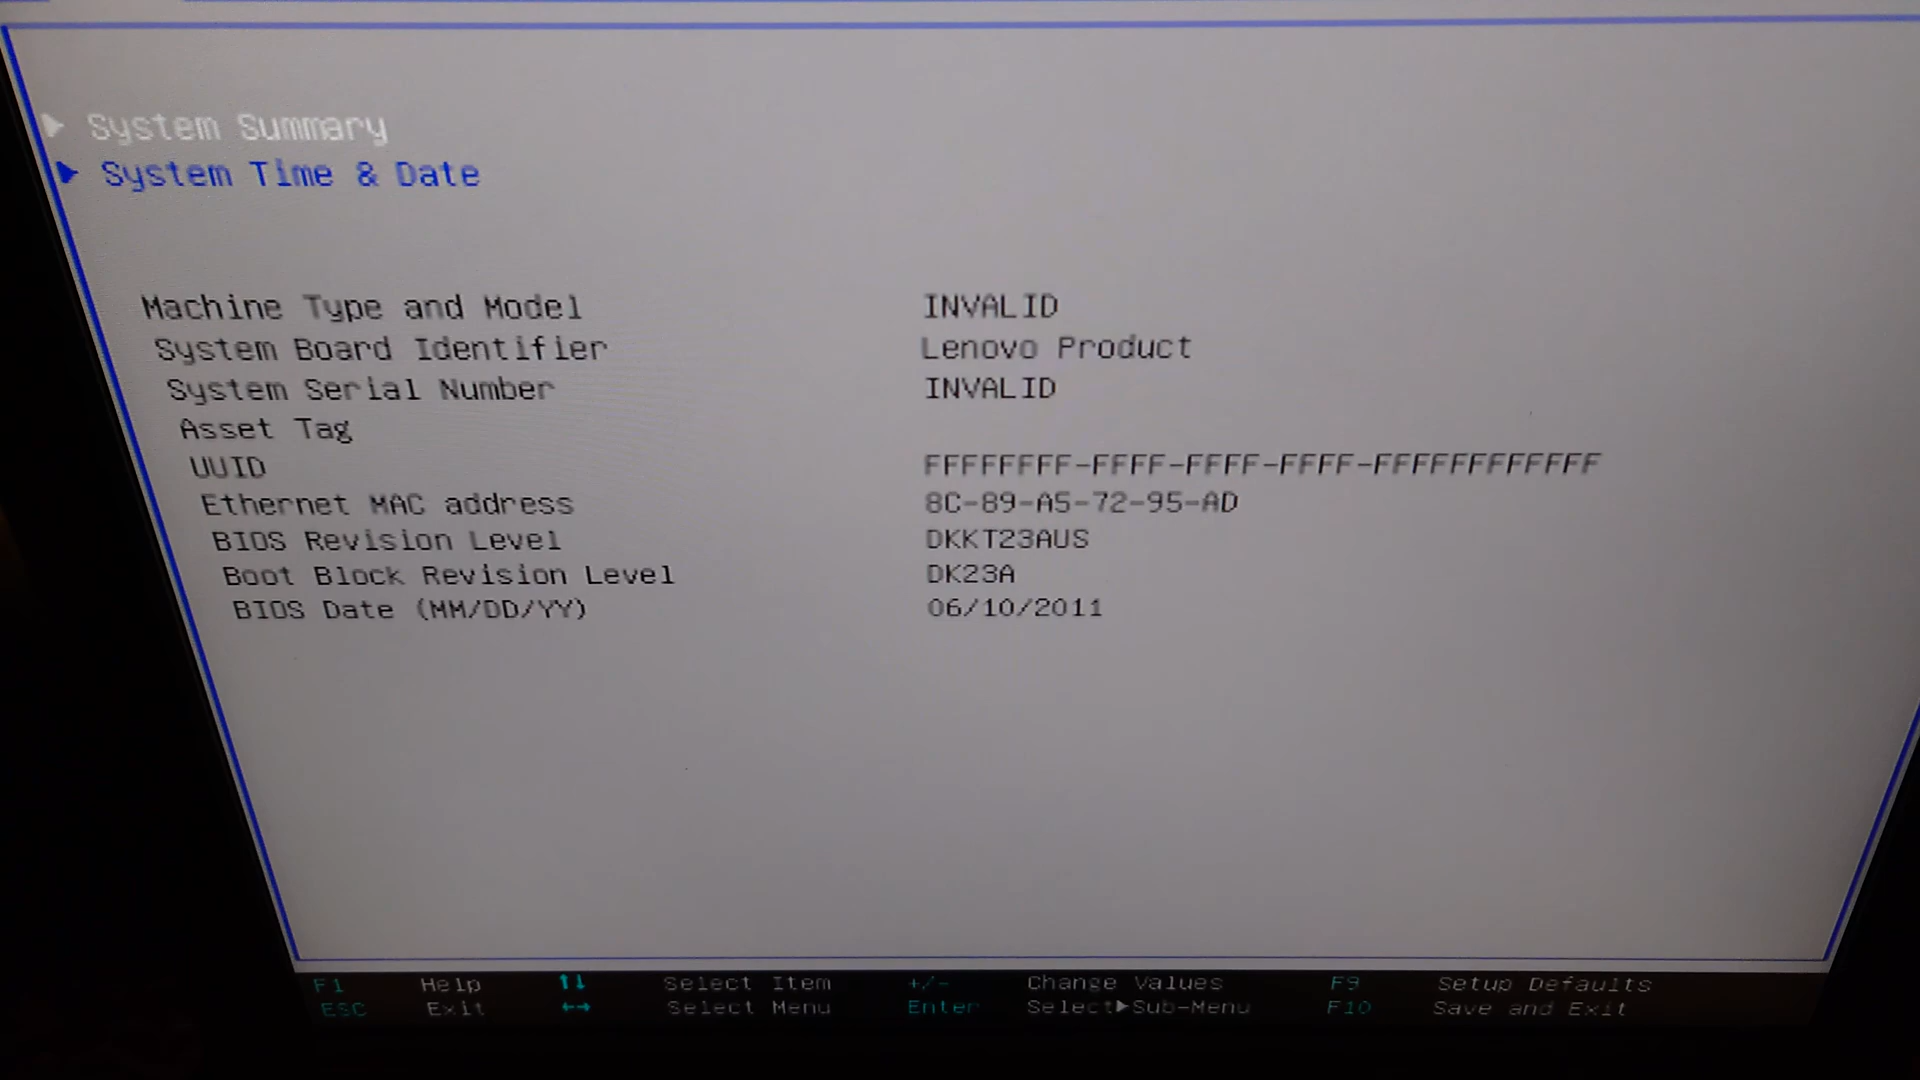 ▶ System Summary
▶ System Time & Date
Machine Type and Model INVALID
System Board Identifier Lenovo Product
System Serial Number INVALID
Asset Tag
UUID FFFFFFFF-FFFF-FFFF-FFFF-FFFFFFFFFFFF
Ethernet MAC address 8C-89-A5-72-95-AD
BIOS Revision Level DKKT23AUS
Boot Block Revision Level DK23A
BIOS Date (MM/DD/YY) 06/10/2011
F1 Help ↑↓ Select Item +/- Change Values F9 Setup Defaults
ESC Exit ←→ Select Menu Enter Select▶Sub-Menu F10 Save and Exit